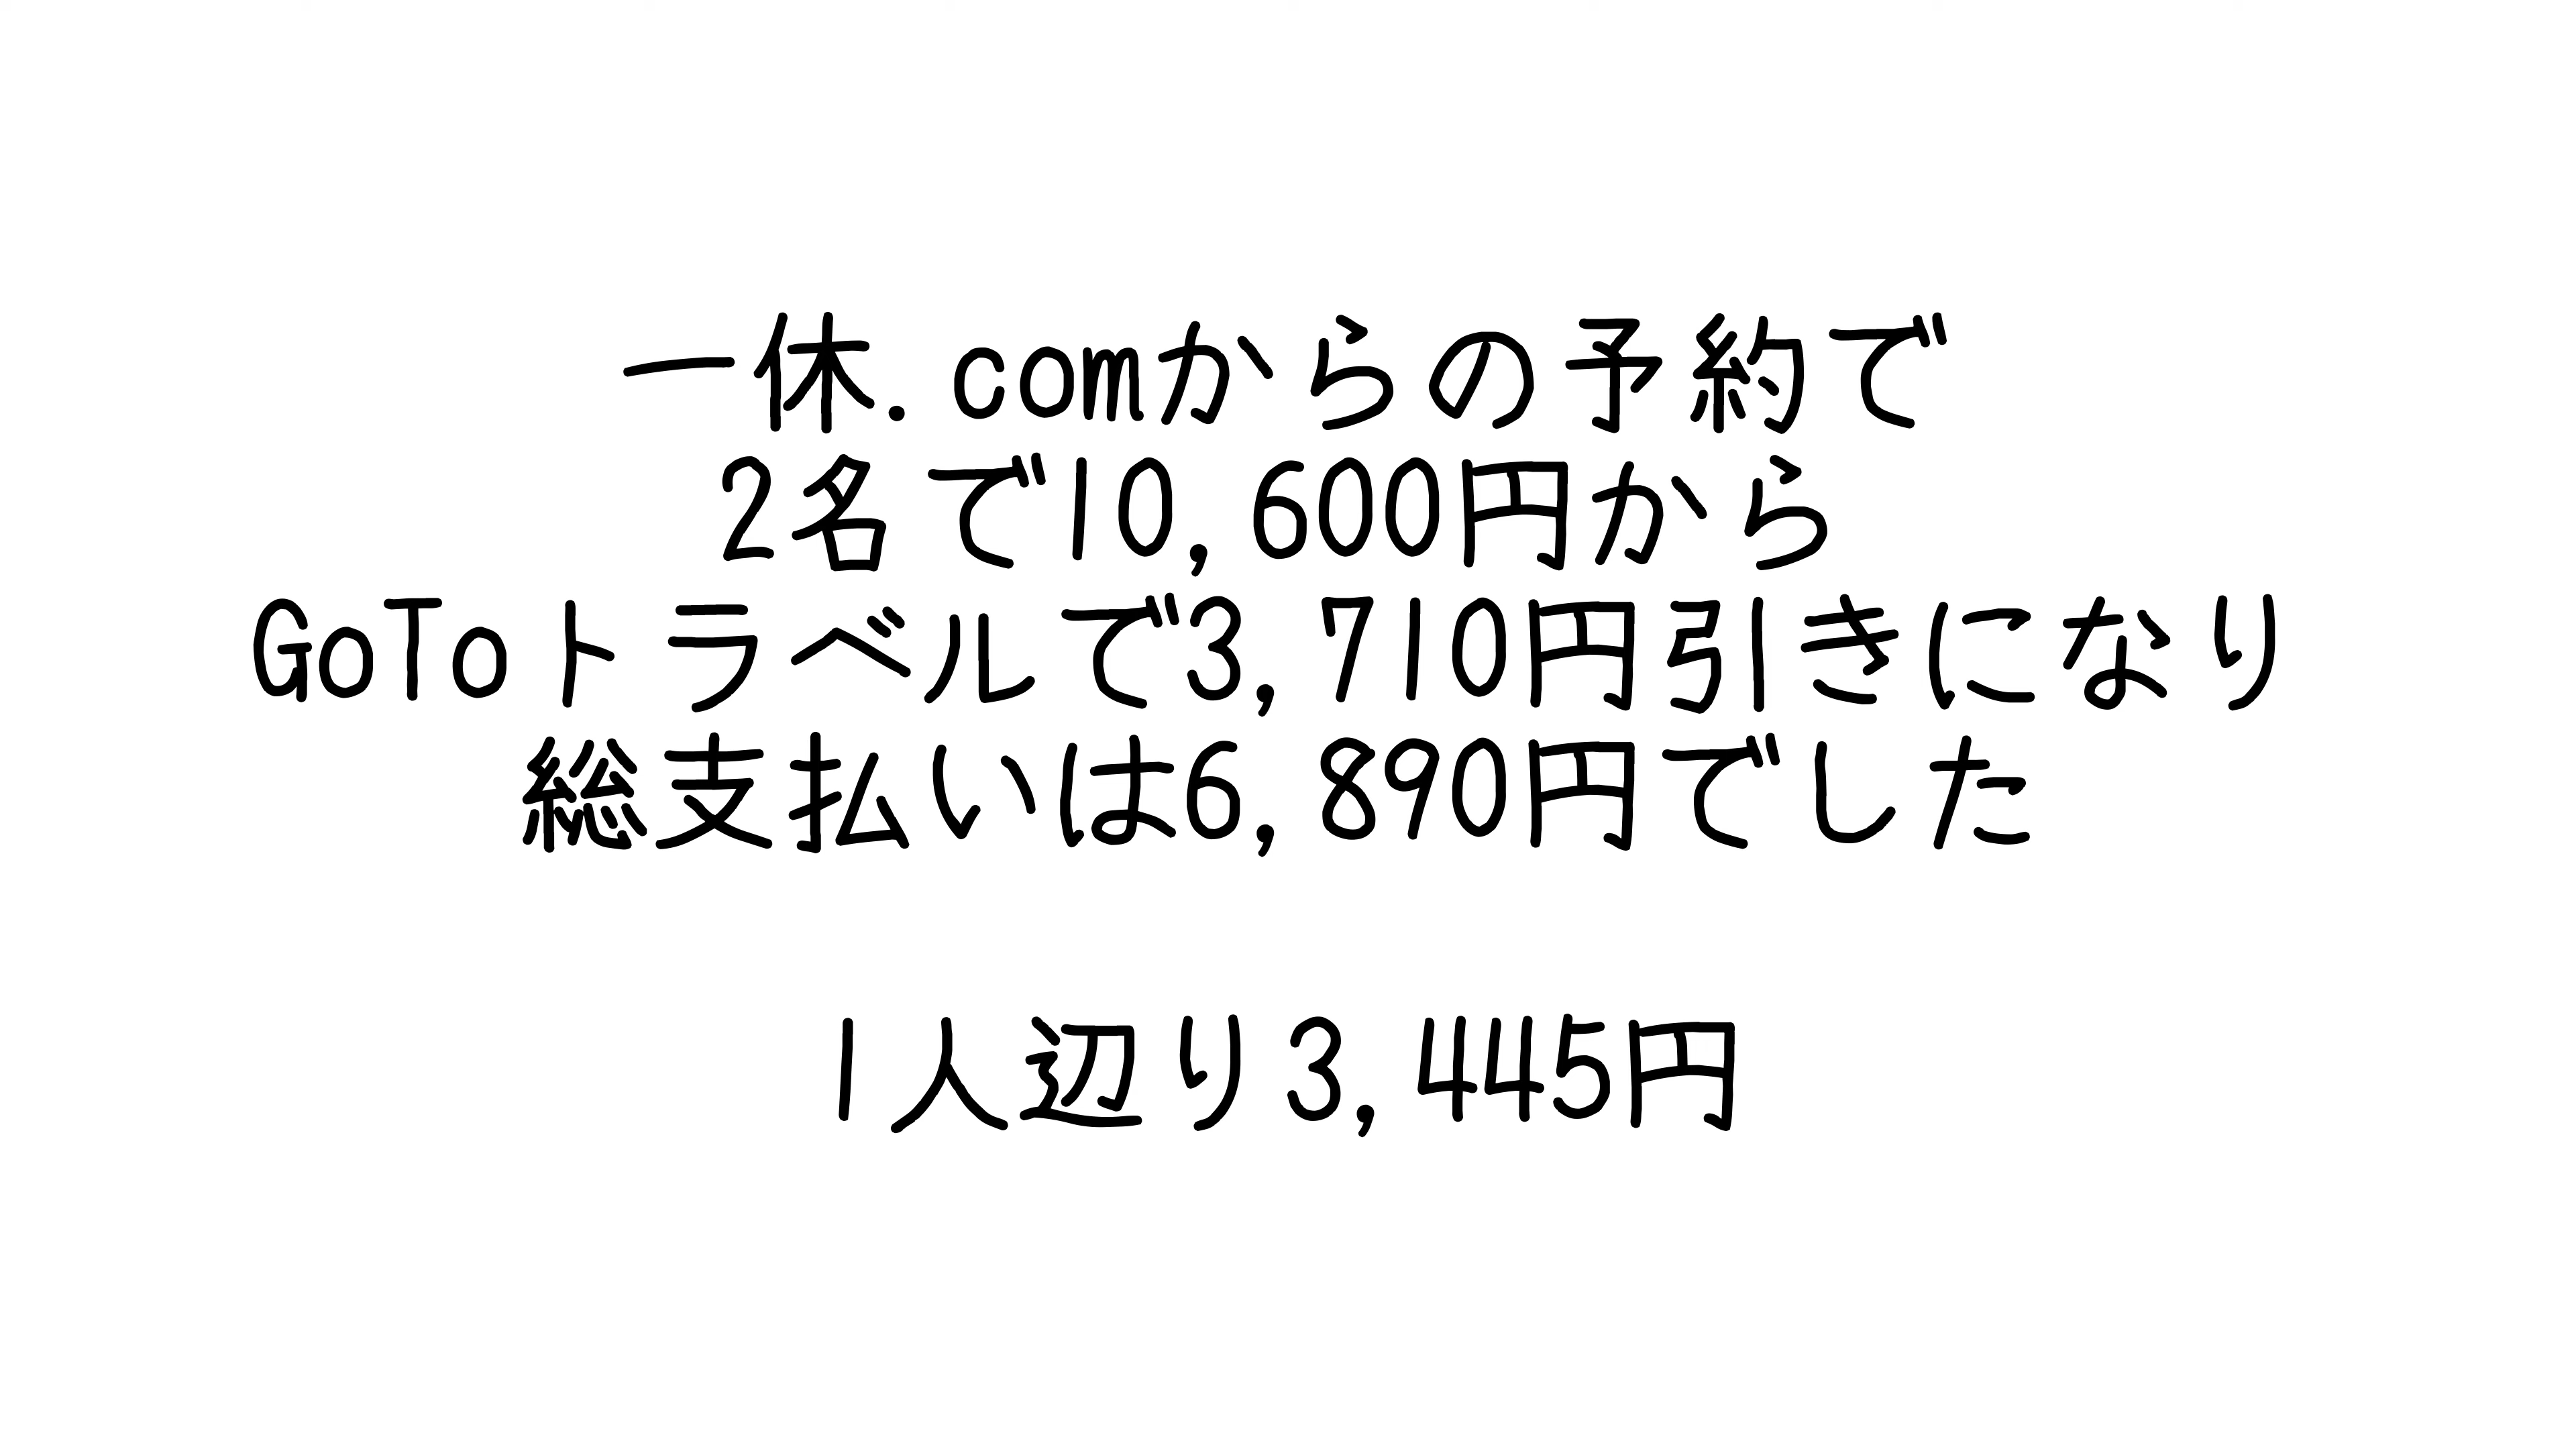 一休.comからの予約で
2名で10,600円から
GoToトラベルで3,710円引きになり
総支払いは6,890円でした
1人辺り3,445円